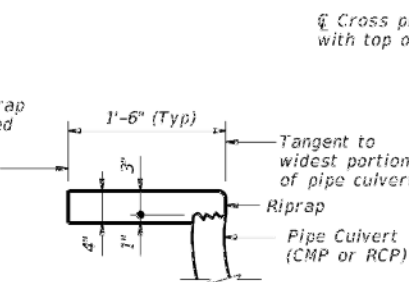 ℄ Cross p
with top o
rap
ed
1'-6" (Typ)
3"
Tangent to
widest portion
of pipe culver
Riprap
4"
1"
Pipe Culvert
(CMP or RCP)